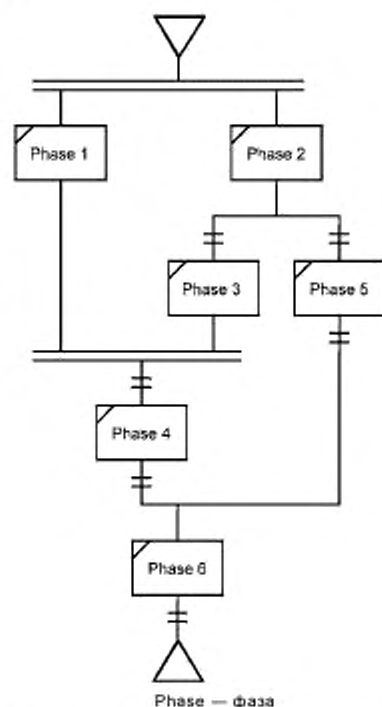 Phase 1
Phase 2
Phase 3
Phase 5
Phase 4
Phase 6
Phase — фаза